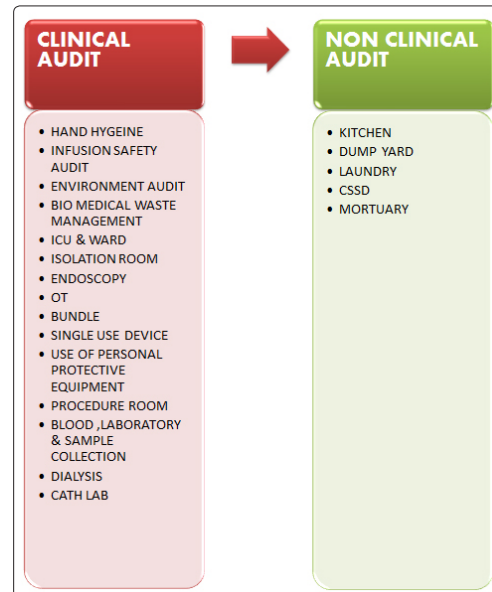 CLINICAL
AUDIT
• HAND HYGEINE
• INFUSION SAFETY
AUDIT
• ENVIRONMENT AUDIT
• BIO MEDICAL WASTE
MANAGEMENT
• ICU & WARD
• ISOLATION ROOM
• ENDOSCOPY
• OT
• BUNDLE
• SINGLE USE DEVICE
• USE OF PERSONAL
PROTECTIVE
EQUIPMENT
• PROCEDURE ROOM
• BLOOD ,LABORATORY
& SAMPLE
COLLECTION
• DIALYSIS
• CATH LAB
NON CLINICAL
AUDIT
• KITCHEN
• DUMP YARD
• LAUNDRY
• CSSD
• MORTUARY